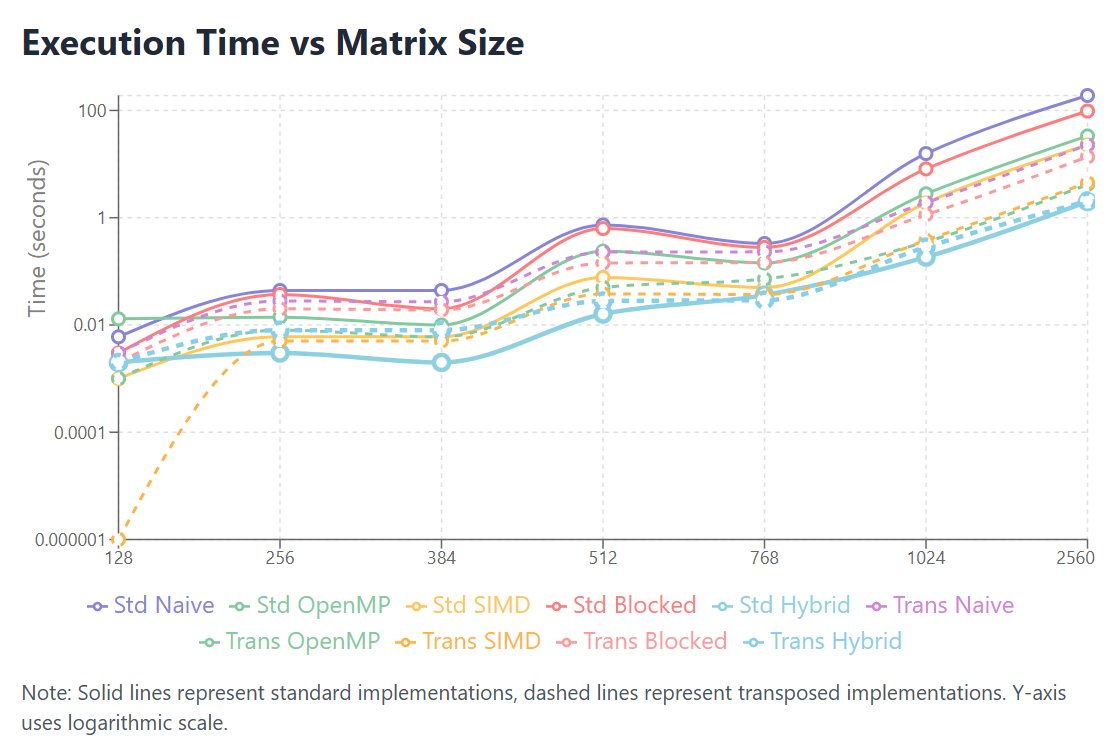 Execution Time vs Matrix Size
Time (seconds)
100
1
0.01
0.0001
0.000001
128 256 384 512 768 1024 2560
Std Naive Std OpenMP Std SIMD Std Blocked Std Hybrid Trans Naive
Trans OpenMP Trans SIMD Trans Blocked Trans Hybrid
Note: Solid lines represent standard implementations, dashed lines represent transposed implementations. Y-axis
uses logarithmic scale.